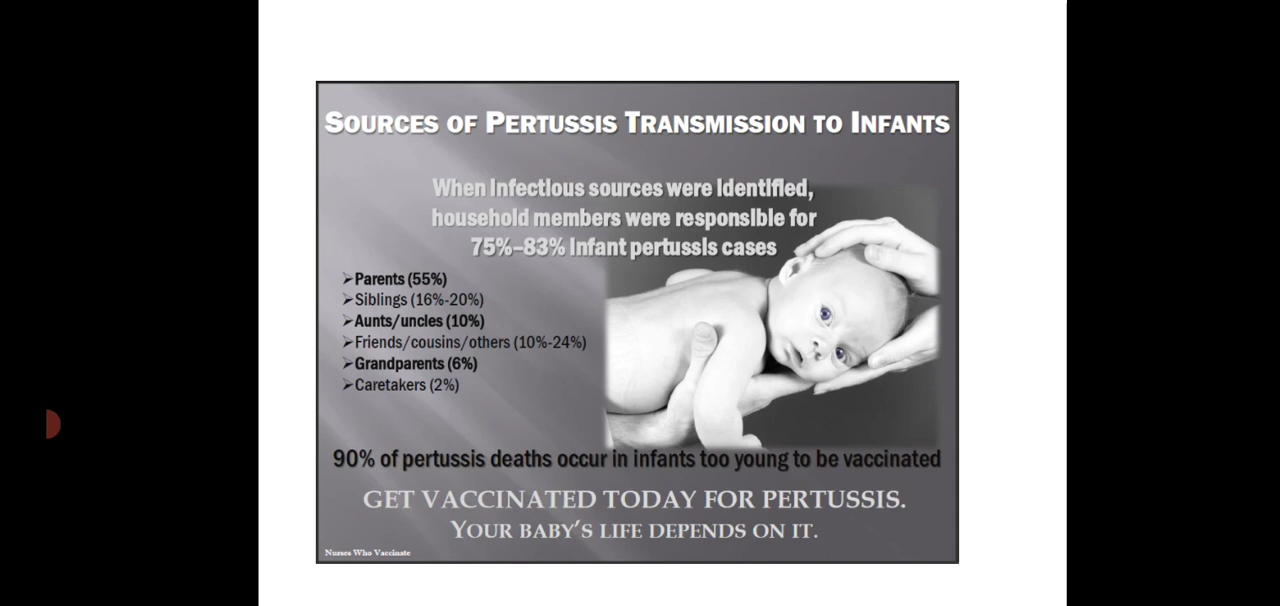 SOURCES OF PERTUSSIS TRANSMISSION TO INFANTS
When infectious sources were identified,
household members were responsible for
75%–83% infant pertussis cases
➢Parents (55%)
➢Siblings (16%-20%)
➢Aunts/uncles (10%)
➢Friends/cousins/others (10%-24%)
➢Grandparents (6%)
➢Caretakers (2%)
90% of pertussis deaths occur in infants too young to be vaccinated
GET VACCINATED TODAY FOR PERTUSSIS.
YOUR BABY'S LIFE DEPENDS ON IT.
Nurses Who Vaccinate